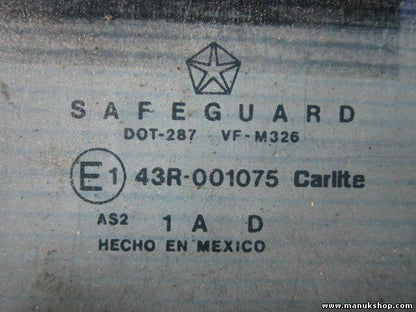 SAFEGUARD
DOT-287 VF-M326
E1 43R-001075 Carlite
AS2 1 A D
HECHO EN MEXICO
www.manukshop.com